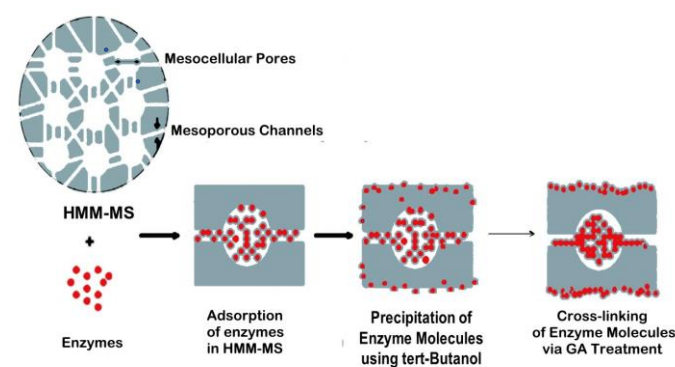 Mesocellular Pores
Mesoporous Channels
HMM-MS
+
Enzymes
Adsorption
of enzymes
in HMM-MS
Precipitation of
Enzyme Molecules
using tert-Butanol
Cross-linking
of Enzyme Molecules
via GA Treatment